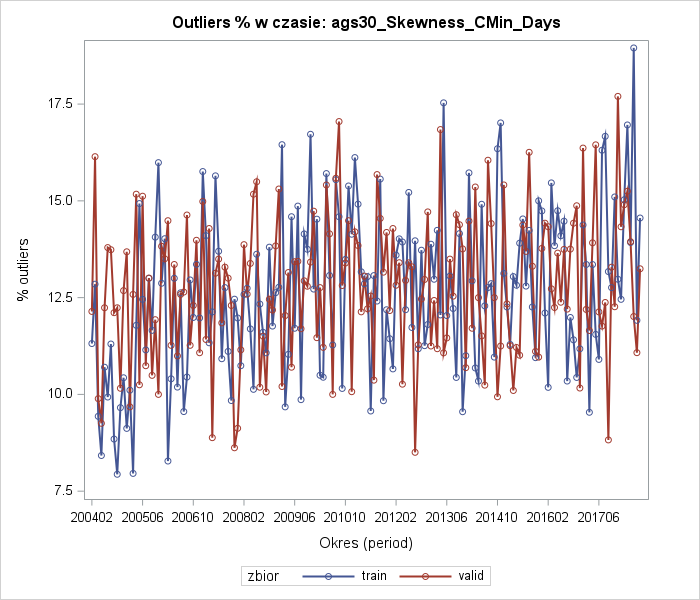 Outliers % w czasie: ags30_Skewness_CMin_Days
% outliers
17.5
15.0
12.5
10.0
7.5
200402 200506 200610 200802 200906 201010 201202 201306 201410 201602 201706
Okres (period)
zbior train valid